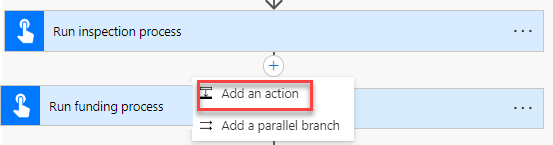 Run inspection process
Add an action
Run funding process
Add a parallel branch